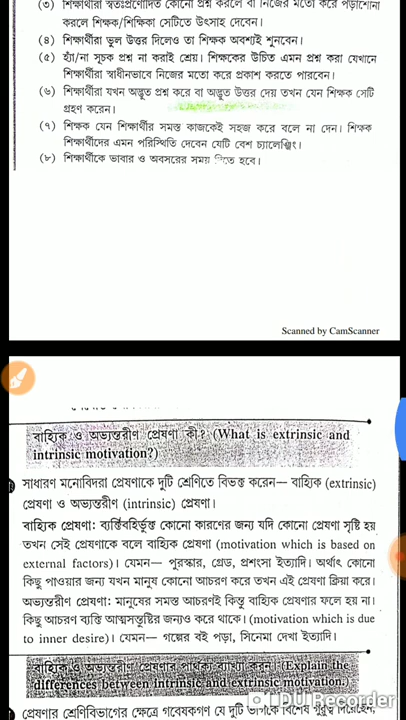 (৩) শিক্ষার্থীরা স্বতঃপ্রণোদিত কোনো প্রশ্ন করলে বা নিজের মতো করে পড়াশোনা
করলে শিক্ষক/শিক্ষিকা সেটিতে উৎসাহ দেবেন।
(৪) শিক্ষার্থীরা ভুল উত্তর দিলেও তা শিক্ষক অবশ্যই শুনবেন।
(৫) হ্যাঁ/না সূচক প্রশ্ন না করাই শ্রেয়। শিক্ষকের উচিত এমন প্রশ্ন করা যেখানে
শিক্ষার্থীরা স্বাধীনভাবে নিজের মতো করে প্রকাশ করতে পারবেন।
(৬) শিক্ষার্থীরা যখন অদ্ভুত প্রশ্ন করে বা অদ্ভুত উত্তর দেয় তখন যেন শিক্ষক সেটি
গ্রহণ করেন।
(৭) শিক্ষক যেন শিক্ষার্থীর সমস্ত কাজকেই সহজ করে বলে না দেন। শিক্ষক
শিক্ষার্থীদের এমন পরিস্থিতি দেবেন যেটি বেশ চ্যালেঞ্জিং।
(৮) শিক্ষার্থীকে ভাবার ও অবসরের সময় দিতে হবে।
Scanned by CamScanner
বাহ্যিক ও অভ্যন্তরীণ প্রেষণা কী? (What is extrinsic and
intrinsic motivation?)
সাধারণ মনোবিদরা প্রেষণাকে দুটি শ্রেণিতে বিভক্ত করেন— বাহ্যিক (extrinsic)
প্রেষণা ও অভ্যন্তরীণ (intrinsic) প্রেষণা।
বাহ্যিক প্রেষণা: ব্যক্তিবহির্ভূত কোনো কারণের জন্য যদি কোনো প্রেষণা সৃষ্টি হয়
তখন সেই প্রেষণাকে বলে বাহ্যিক প্রেষণা (motivation which is based on
external factors)। যেমন— পুরস্কার, গ্রেড, প্রশংসা ইত্যাদি। অর্থাৎ কোনো
কিছু পাওয়ার জন্য যখন মানুষ কোনো আচরণ করে তখন এই প্রেষণা ক্রিয়া করে।
অভ্যন্তরীণ প্রেষণা: মানুষের সমস্ত আচরণই কিন্তু বাহ্যিক প্রেষণার ফলে হয় না।
কিছু আচরণ ব্যক্তি আত্মসন্তুষ্টির জন্যও করে থাকে। (motivation which is due
to inner desire)। যেমন— গল্পের বই পড়া, সিনেমা দেখা ইত্যাদি।
বাহ্যিক ও অভ্যন্তরীণ প্রেষণার পার্থক্য ব্যাখ্যা করুন। (Explain the
differences between intrinsic and extrinsic motivation.)
DU Recorder
প্রেষণার শ্রেণিবিভাগের ক্ষেত্রে গবেষকগণ যে দুটি ভাগকে বিশেষ গুরুত্ব দিয়েছেন,